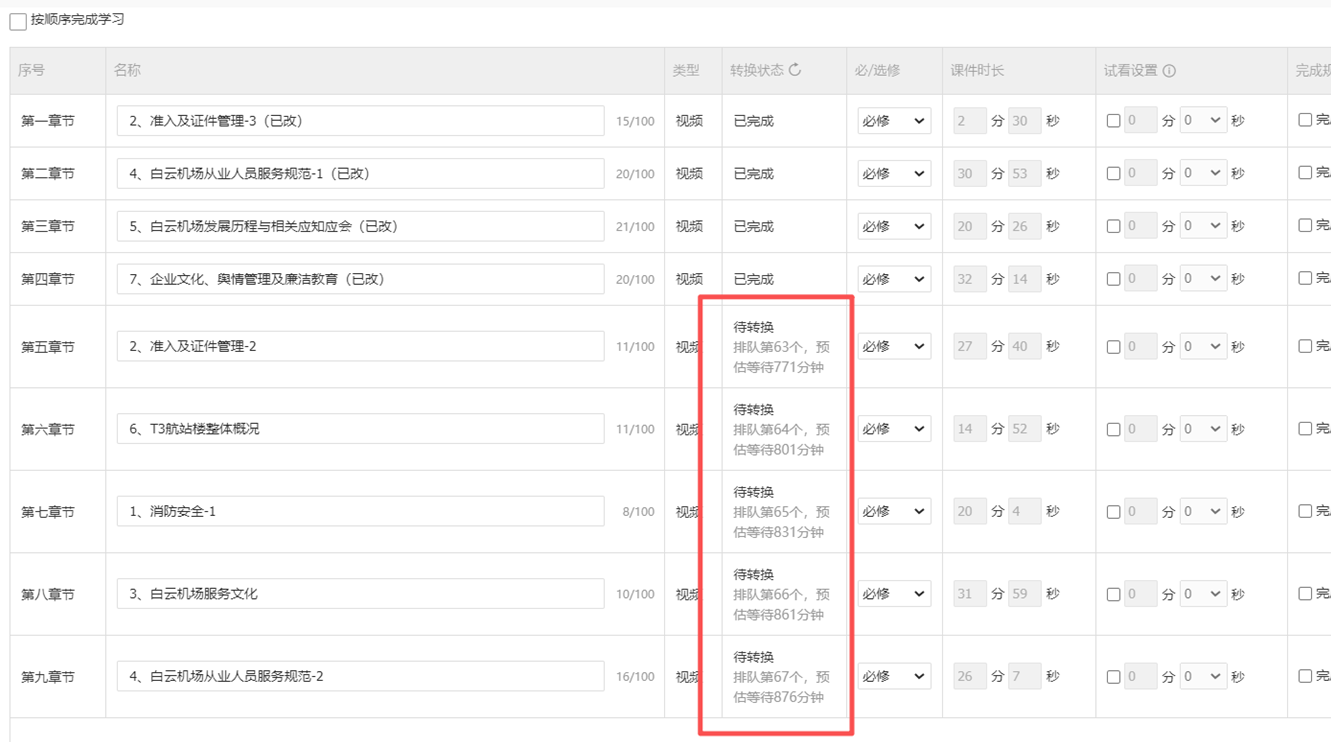 按顺序完成学习
序号 名称 类型 转换状态 必/选修 课件时长 试看设置 完成规
第一章节 2、准入及证件管理-3（已改） 15/100 视频 已完成 必修 2 分 30 秒 0 分 0 秒 完
第二章节 4、白云机场从业人员服务规范-1（已改） 20/100 视频 已完成 必修 30 分 53 秒 0 分 0 秒 完
第三章节 5、白云机场发展历程与相关应知应会（已改） 21/100 视频 已完成 必修 20 分 26 秒 0 分 0 秒 完
第四章节 7、企业文化、舆情管理及廉洁教育（已改） 20/100 视频 已完成 必修 32 分 14 秒 0 分 0 秒 完
待转换
第五章节 2、准入及证件管理-2 11/100 视频 排队第63个，预 必修 27 分 40 秒 0 分 0 秒 完
估等待771分钟
待转换
第六章节 6、T3航站楼整体概况 11/100 视频 排队第64个，预 必修 14 分 52 秒 0 分 0 秒 完
估等待801分钟
待转换
第七章节 1、消防安全-1 8/100 视频 排队第65个，预 必修 20 分 4 秒 0 分 0 秒 完
估等待831分钟
待转换
第八章节 3、白云机场服务文化 10/100 视频 排队第66个，预 必修 31 分 59 秒 0 分 0 秒 完
估等待861分钟
待转换
第九章节 4、白云机场从业人员服务规范-2 16/100 视频 排队第67个，预 必修 26 分 7 秒 0 分 0 秒 完
估等待876分钟